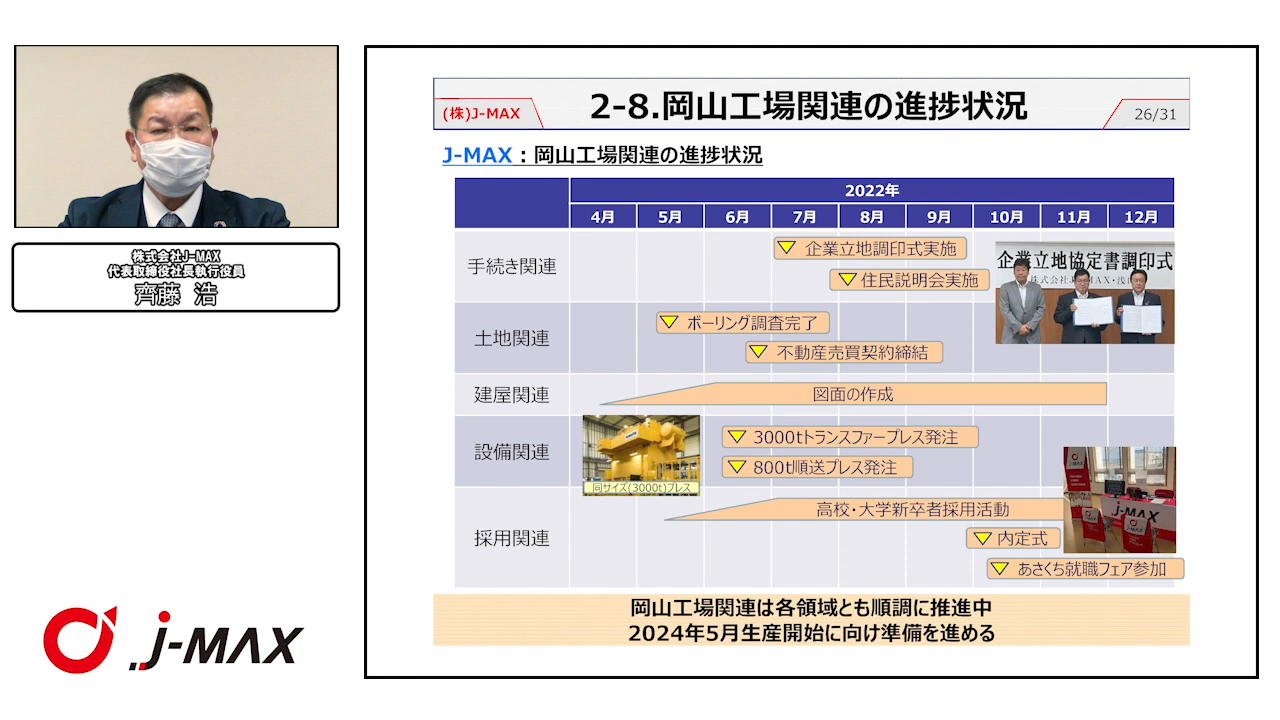 株式会社J-MAX
代表取締役社長執行役員
齊藤 浩
J-MAX
(株)J-MAX
2-8.岡山工場関連の進捗状況
26/31
J-MAX：岡山工場関連の進捗状況
2022年
4月 5月 6月 7月 8月 9月 10月 11月 12月
手続き関連
企業立地調印式実施
住民説明会実施
企業立地協定書調印式
株式会社J-MAX・浅
土地関連
ボーリング調査完了
不動産売買契約締結
建屋関連
図面の作成
設備関連
同サイズ(3000t)プレス
3000tトランスファープレス発注
800t順送プレス発注
採用関連
高校・大学新卒者採用活動
内定式
あさくち就職フェア参加
J-MAX
J-MAX
J-MAX
J-MAX
岡山工場関連は各領域とも順調に推進中
2024年5月生産開始に向け準備を進める